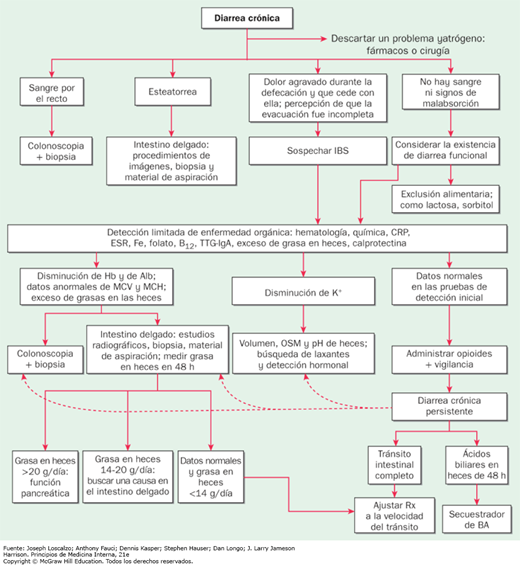 Diarrea crónica
Descartar un problema yatrógeno:
fármacos o cirugía
Sangre por
el recto
Esteatorrea
Dolor agravado durante la
defecación y que cede con
ella; percepción de que la
evacuación fue incompleta
No hay sangre
ni signos de
malabsorción
Colonoscopia
+ biopsia
Intestino delgado:
procedimientos de
imágenes, biopsia y
material de aspiración
Sospechar IBS
Considerar la existencia
de diarrea funcional
Exclusión alimentaria;
como lactosa, sorbitol
Detección limitada de enfermedad orgánica: hematología, química, CRP,
ESR, Fe, folato, B12, TTG-IgA, exceso de grasa en heces, calprotectina
Disminución de Hb y de Alb;
datos anormales de MCV y MCH;
exceso de grasas en las heces
Disminución de K+
Datos normales
en las pruebas de
detección inicial
Colonoscopia
+ biopsia
Intestino delgado: estudios
radiográficos, biopsia, material
de aspiración; medir grasa
en heces en 48 h
Volumen, OSM y pH de heces;
búsqueda de laxantes
y detección hormonal
Administrar opioides
+ vigilancia
Diarrea crónica
persistente
Grasa en heces
>20 g/día:
función
pancreática
Grasa en heces
14-20 g/día:
buscar una causa en
el intestino delgado
Datos normales
y grasa en
heces
<14 g/día
Tránsito
intestinal
completo
Ácidos
biliares en
heces de 48 h
Ajustar Rx
a la velocidad
del tránsito
Secuestrador
de BA
Fuente: Joseph Loscalzo; Anthony Fauci; Dennis Kasper; Stephen Hauser; Dan Longo; J. Larry Jameson
Harrison. Principios de Medicina Interna, 21e
Copyright © McGraw Hill Education. Todos los derechos reservados.